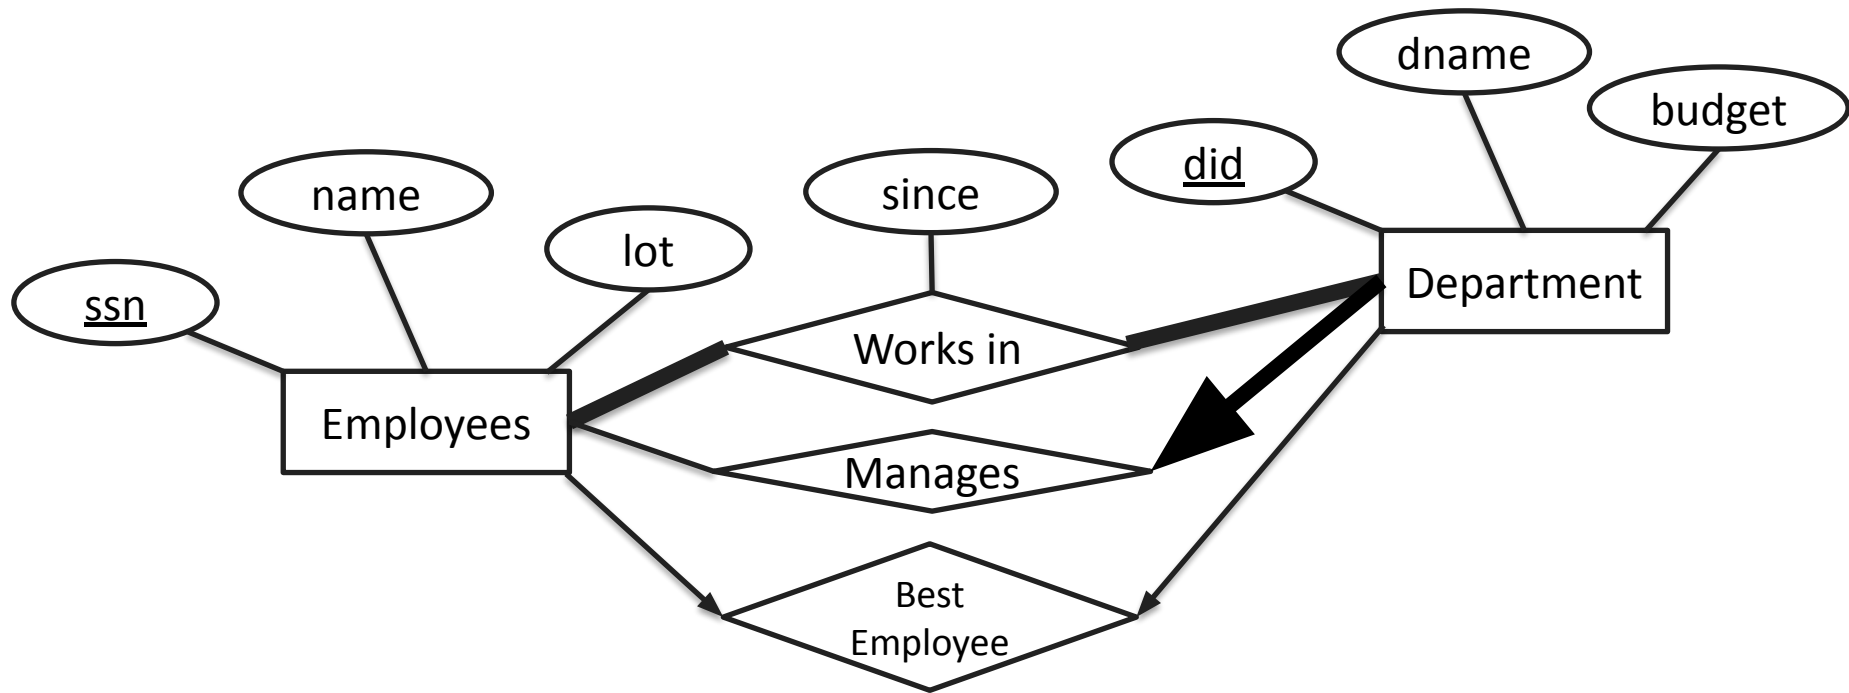 dname
budget
did
name
since
lot
ssn
Department
Works in
Employees
Manages
Best
Employee